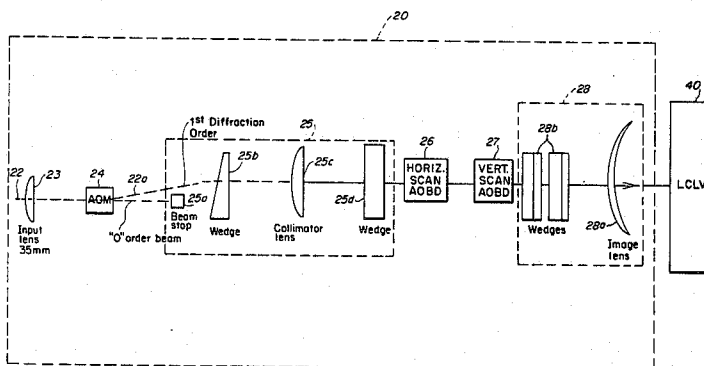 20
28
40
25
1st Diffraction
Order
25b
25c
26
27
28b
22
23
24
22a
25a
25d
AOM
HORIZ.
SCAN
AOBD
VERT.
SCAN
AOBD
LCLV
Input
lens
35mm
"O" order beam
Beam
stop
Wedge
Collimator
lens
Wedge
Wedges
28a
Image
lens